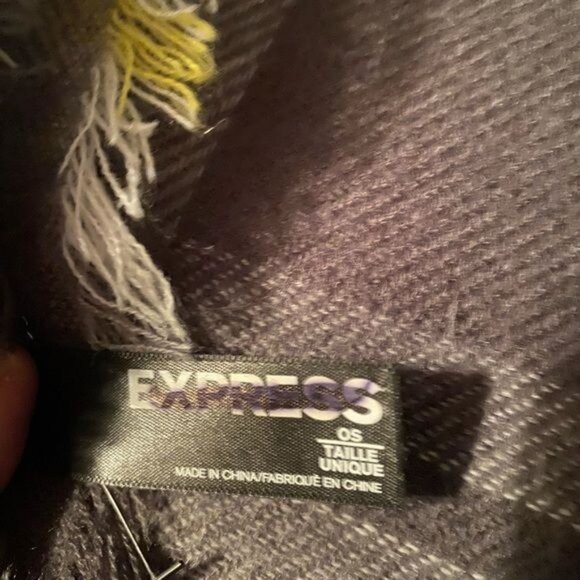 EXPRESS
OS
TAILLE
UNIQUE
MADE IN CHINA/FABRIQUÉ EN CHINE